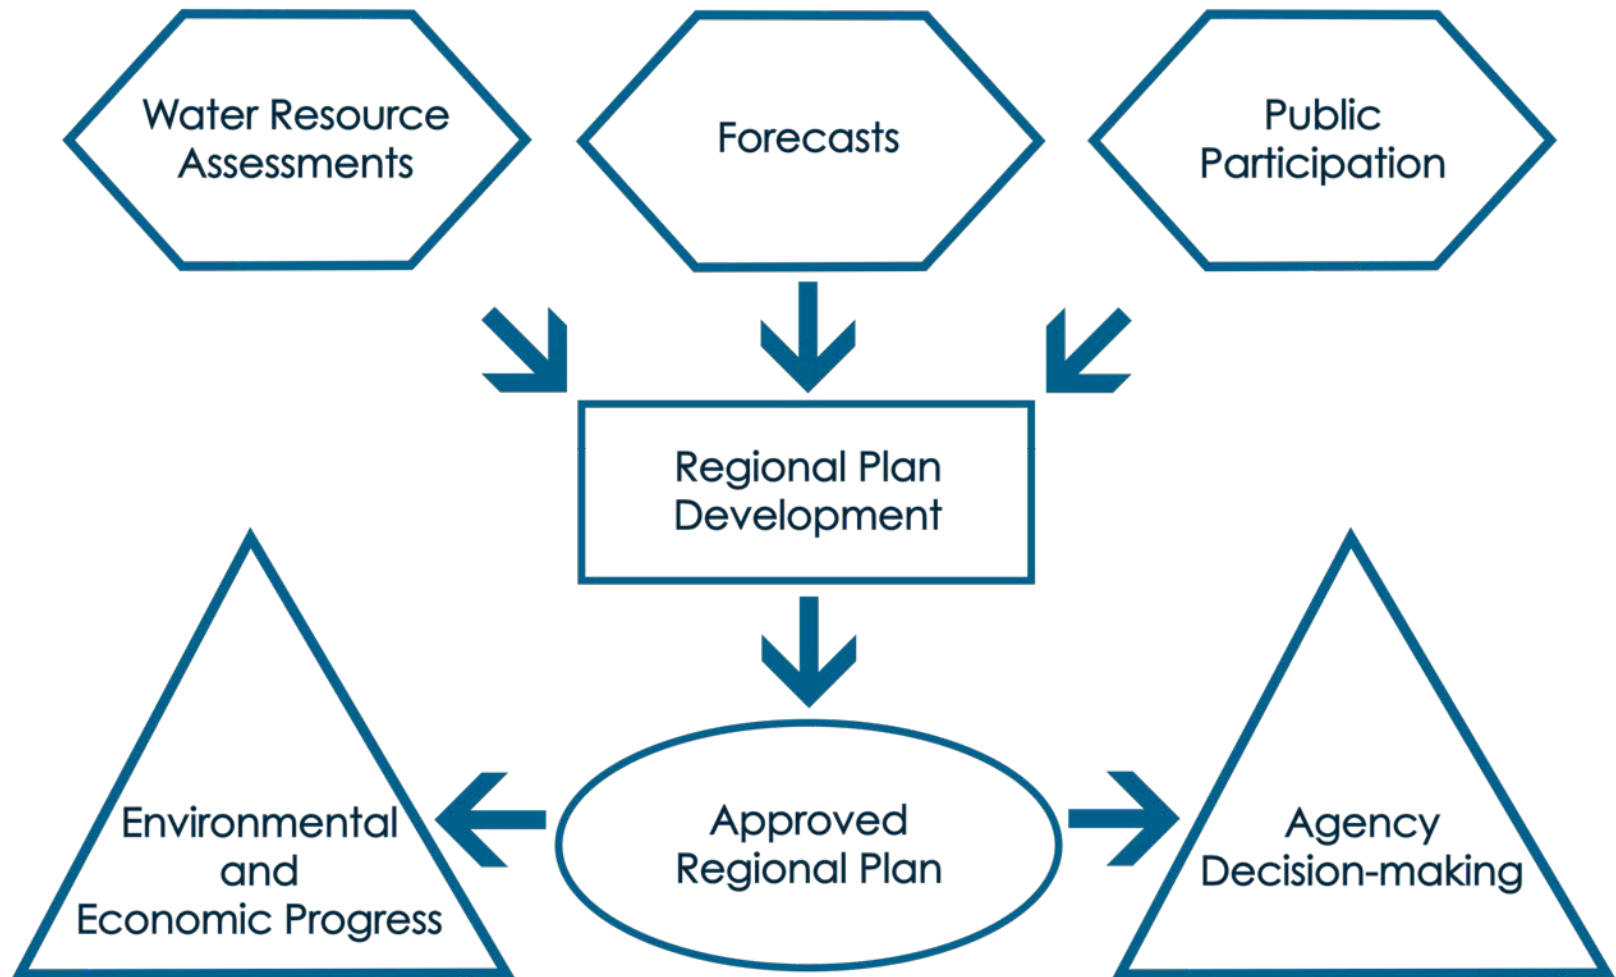 Water Resource
Assessments
Forecasts
Public
Participation
Regional Plan
Development
Environmental
and
Economic Progress
Approved
Regional Plan
Agency
Decision-making